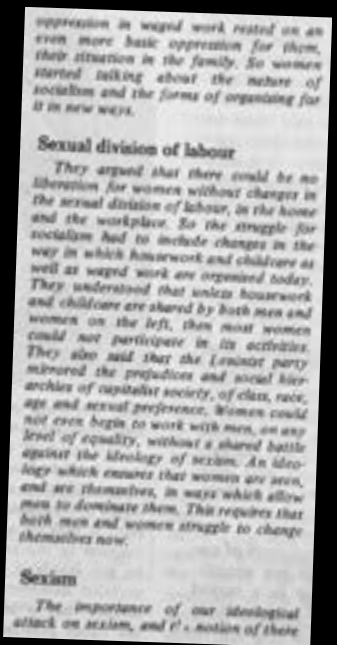 oppression in waged work rested on an
even more basic oppression for them,
their situation in the family. So women
started talking about the nature of
socialism and the forms of organising for
it in new ways.
Sexual division of labour
They argued that there could be no
liberation for women without changes in
the sexual division of labour, in the home
and the workplace. So the struggle for
socialism had to include changes in the
way in which housework and childcare as
well as waged work are organised today.
They understood that unless housework
and childcare are shared by both men and
women on the left, then most women
could not participate in its activities.
They also said that the Leninist party
mirrored the prejudices and social hier-
archies of capitalist society, of class, race,
age and sexual preference. Women could
not even begin to work with men, on any
level of equality, without a shared battle
against the ideology of sexism. An ideo-
logy which ensures that women are seen,
and see themselves, in ways which allow
men to dominate them. This requires that
both men and women struggle to change
themselves now.
Sexism
The importance of our ideological
attack on sexism, and notion of there